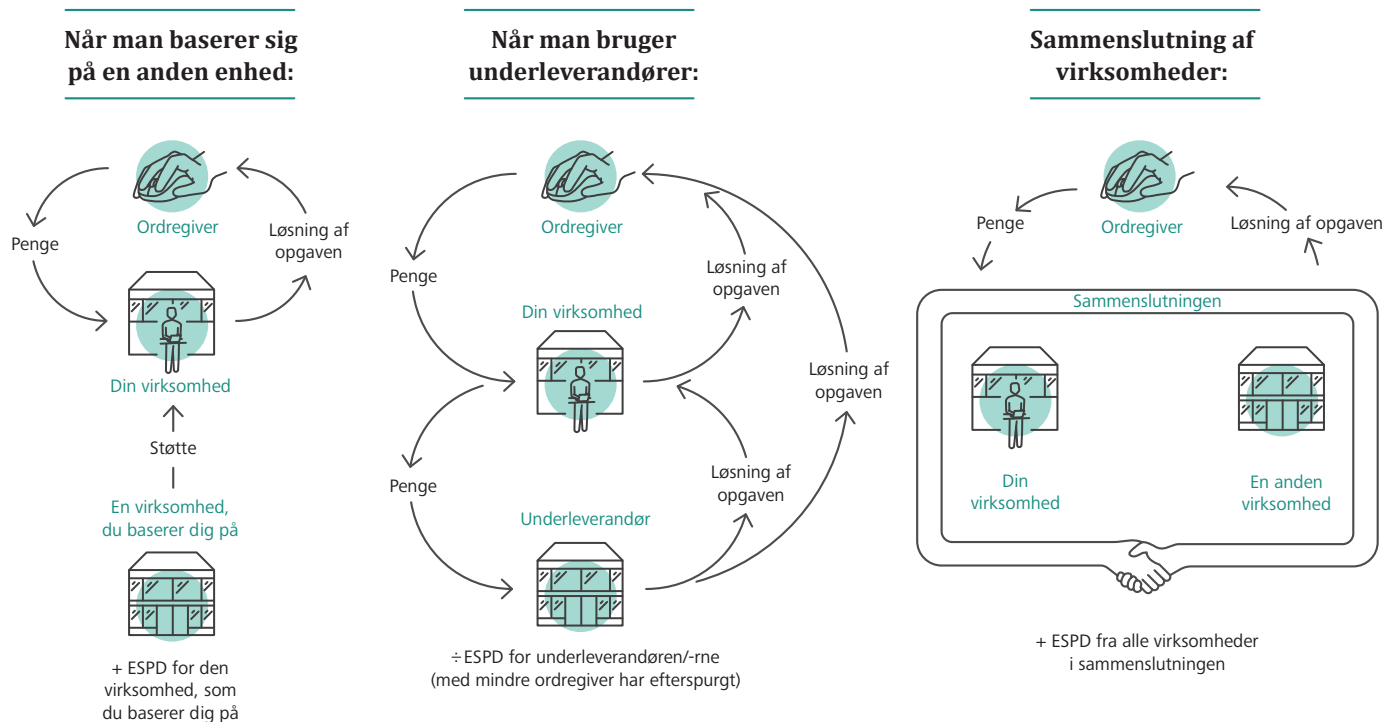 Når man baserer sig
på en anden enhed:
Ordregiver
Penge
Løsning af
opgaven
Din virksomhed
Støtte
En virksomhed,
du baserer dig på
+ ESPD for den
virksomhed, som
du baserer dig på
Når man bruger
underleverandører:
Ordregiver
Penge
Løsning af
opgaven
Din virksomhed
Løsning af
opgaven
Penge
Løsning af
opgaven
Underleverandør
÷ESPD for underleverandøren/-rne
(med mindre ordregiver har efterspurgt)
Sammenslutning af
virksomheder:
Penge
Ordregiver
Løsning af opgaven
Sammenslutningen
Din
virksomhed
En anden
virksomhed
+ ESPD fra alle virksomheder
i sammenslutningen